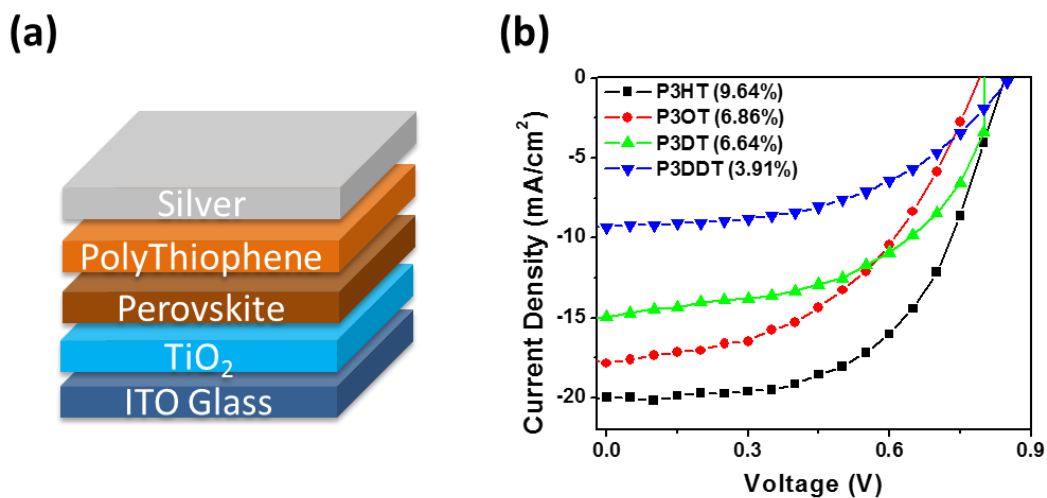 (a)
Silver
PolyThiophene
Perovskite
TiO₂
ITO Glass
(b)
Current Density (mA/cm²)
0
-5
-10
-15
-20
P3HT (9.64%)
P3OT (6.86%)
P3DT (6.64%)
P3DDT (3.91%)
0.0 0.3 0.6 0.9
Voltage (V)